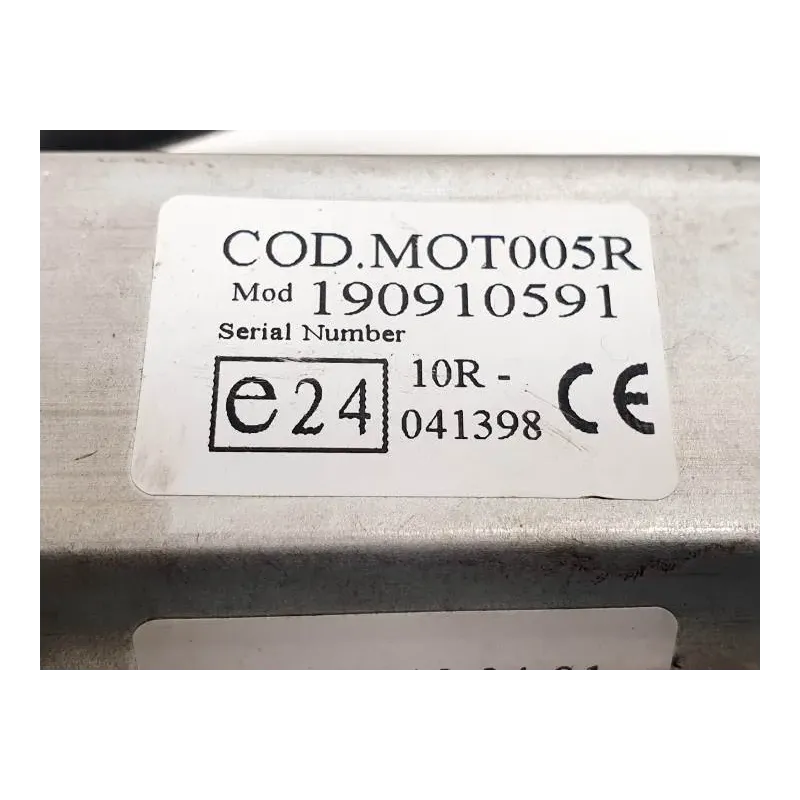 COD.MOT005R
Mod 190910591
Serial Number
e24 10R -
041398 CE